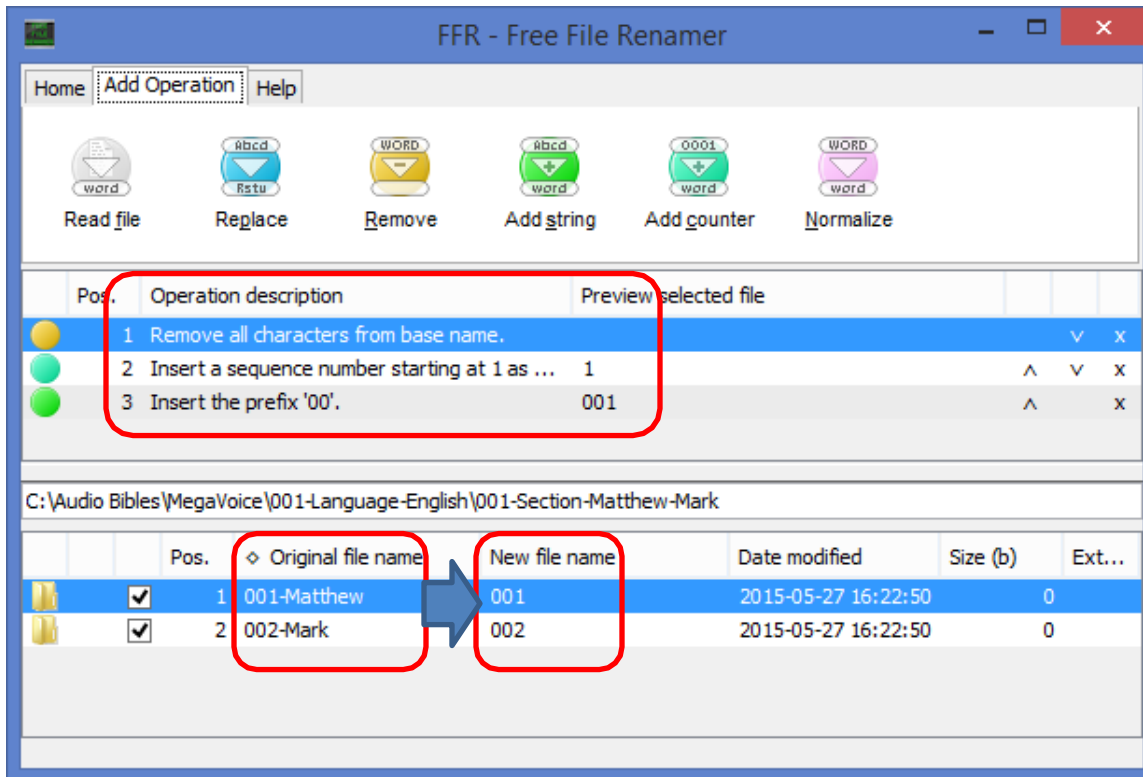 FFR - Free File Renamer
Home Add Operation Help
word Abcd Rstu WORD Abcd word 0001 word WORD word
Read file Replace Remove Add string Add counter Normalize
Pos. Operation description Preview selected file
1 Remove all characters from base name. v x
2 Insert a sequence number starting at 1 as ... 1 ^ v x
3 Insert the prefix '00'. 001 ^ x
C:\Audio Bibles\MegaVoice\001-Language-English\001-Section-Matthew-Mark
Pos. Original file name New file name Date modified Size (b) Ext...
1 001-Matthew 001 2015-05-27 16:22:50 0
2 002-Mark 002 2015-05-27 16:22:50 0